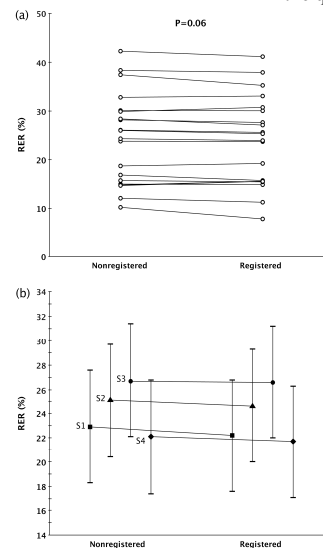 (a)
P=0.06
50
40
30
20
10
0
RER (%)
Nonregistered
Registered
(b)
34
32
30
28
26
24
22
20
18
16
14
RER (%)
S3
S2
S1
S4
Nonregistered
Registered